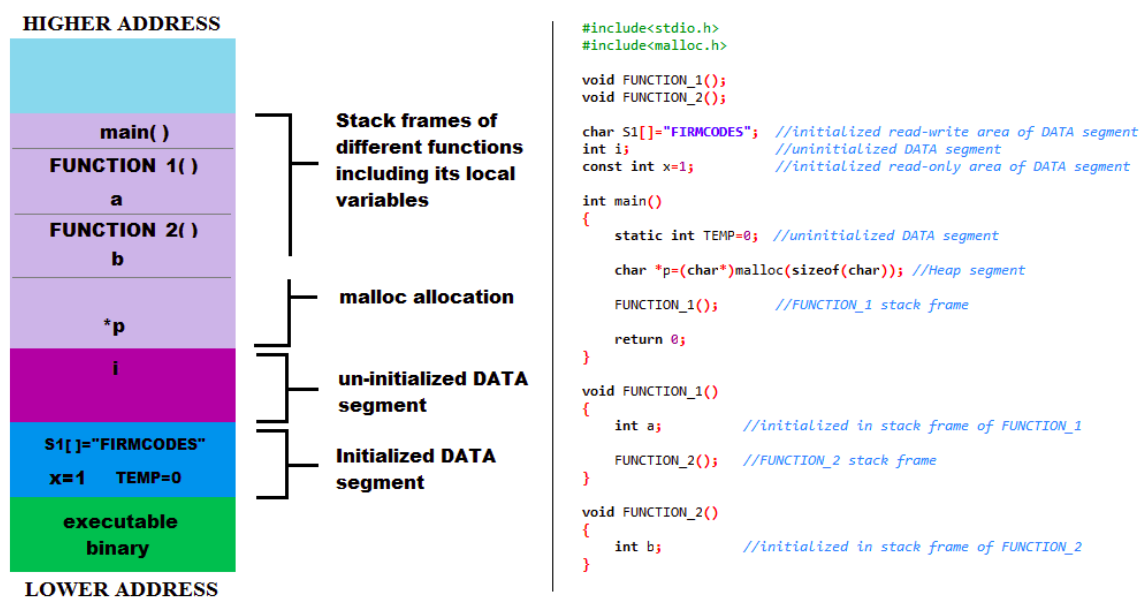 HIGHER ADDRESS
main( )
FUNCTION 1( )
a
FUNCTION 2( )
b
*p
i
S1[ ]="FIRMCODES"
x=1 TEMP=0
executable
binary
LOWER ADDRESS
Stack frames of
different functions
including its local
variables
malloc allocation
un-initialized DATA
segment
Initialized DATA
segment
#include<stdio.h>
#include<malloc.h>
void FUNCTION_1();
void FUNCTION_2();
char S1[]="FIRMCODES"; //initialized read-write area of DATA segment
int i; //uninitialized DATA segment
const int x=1; //initialized read-only area of DATA segment
int main()
{
static int TEMP=0; //uninitialized DATA segment
char *p=(char*)malloc(sizeof(char)); //Heap segment
FUNCTION_1(); //FUNCTION_1 stack frame
return 0;
}
void FUNCTION_1()
{
int a; //initialized in stack frame of FUNCTION_1
FUNCTION_2(); //FUNCTION_2 stack frame
}
void FUNCTION_2()
{
int b; //initialized in stack frame of FUNCTION_2
}